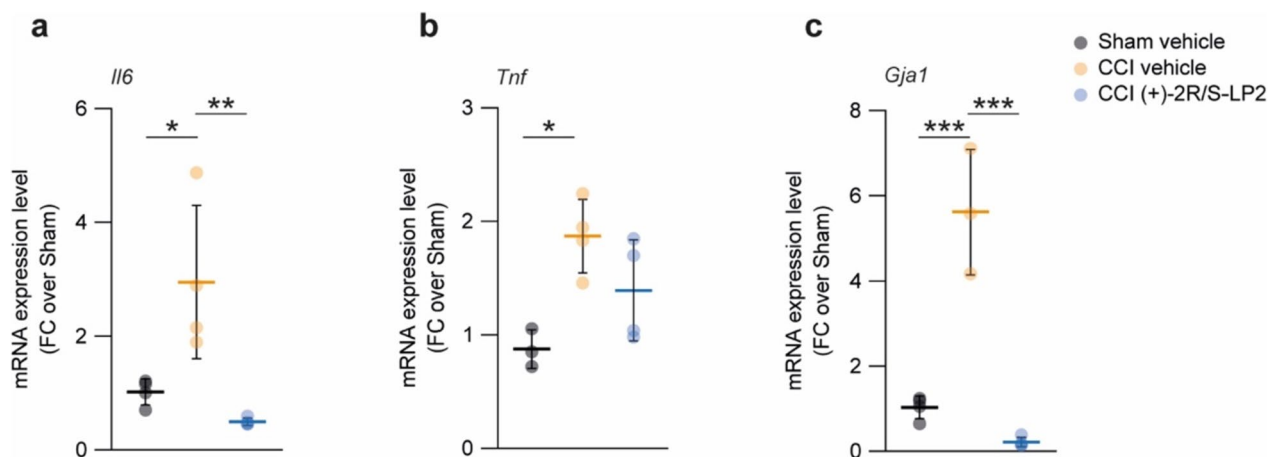 a
Il6
mRNA expression level
(FC over Sham)
6
4
2
0
*
**
b
Tnf
mRNA expression level
(FC over Sham)
3
2
1
0
*
c
Gja1
mRNA expression level
(FC over Sham)
8
6
4
2
0
***
***
Sham vehicle
CCI vehicle
CCI (+)-2R/S-LP2